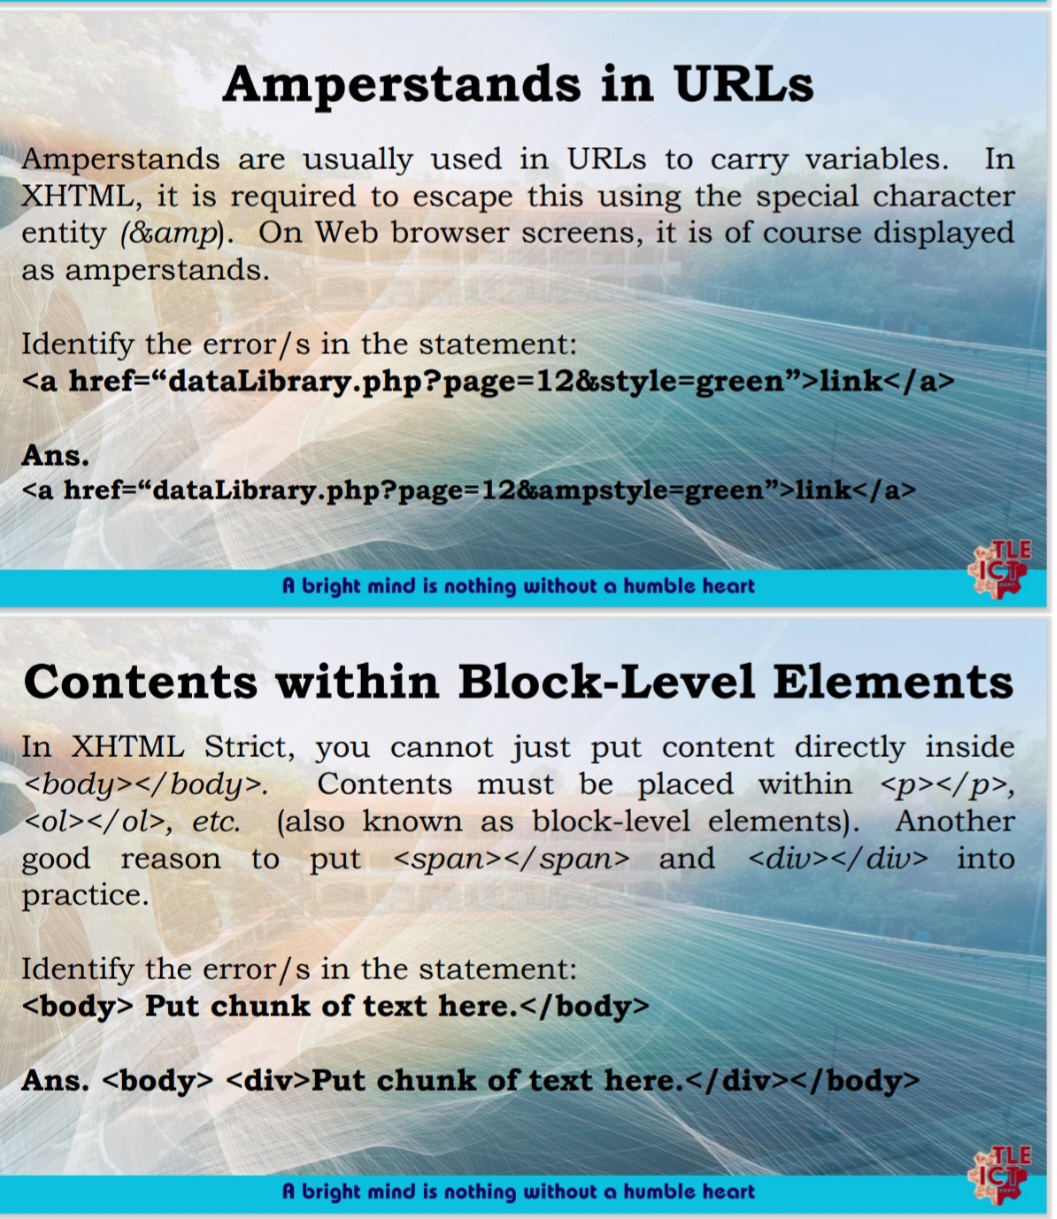 Amperstands in URLs
Amperstands are usually used in URLs to carry variables. In
XHTML, it is required to escape this using the special character
entity (&amp). On Web browser screens, it is of course displayed
as amperstands.
Identify the error/s in the statement:
<a href=“dataLibrary.php?page=12&style=green”>link</a>
Ans.
<a href=“dataLibrary.php?page=12&ampstyle=green”>link</a>
TLE
ICT
A bright mind is nothing without a humble heart
Contents within Block-Level Elements
In XHTML Strict, you cannot just put content directly inside
<body></body>. Contents must be placed within <p></p>,
<ol></ol>, etc. (also known as block-level elements). Another
good reason to put <span></span> and <div></div> into
practice.
Identify the error/s in the statement:
<body> Put chunk of text here.</body>
Ans. <body> <div>Put chunk of text here.</div></body>
TLE
ICT
A bright mind is nothing without a humble heart